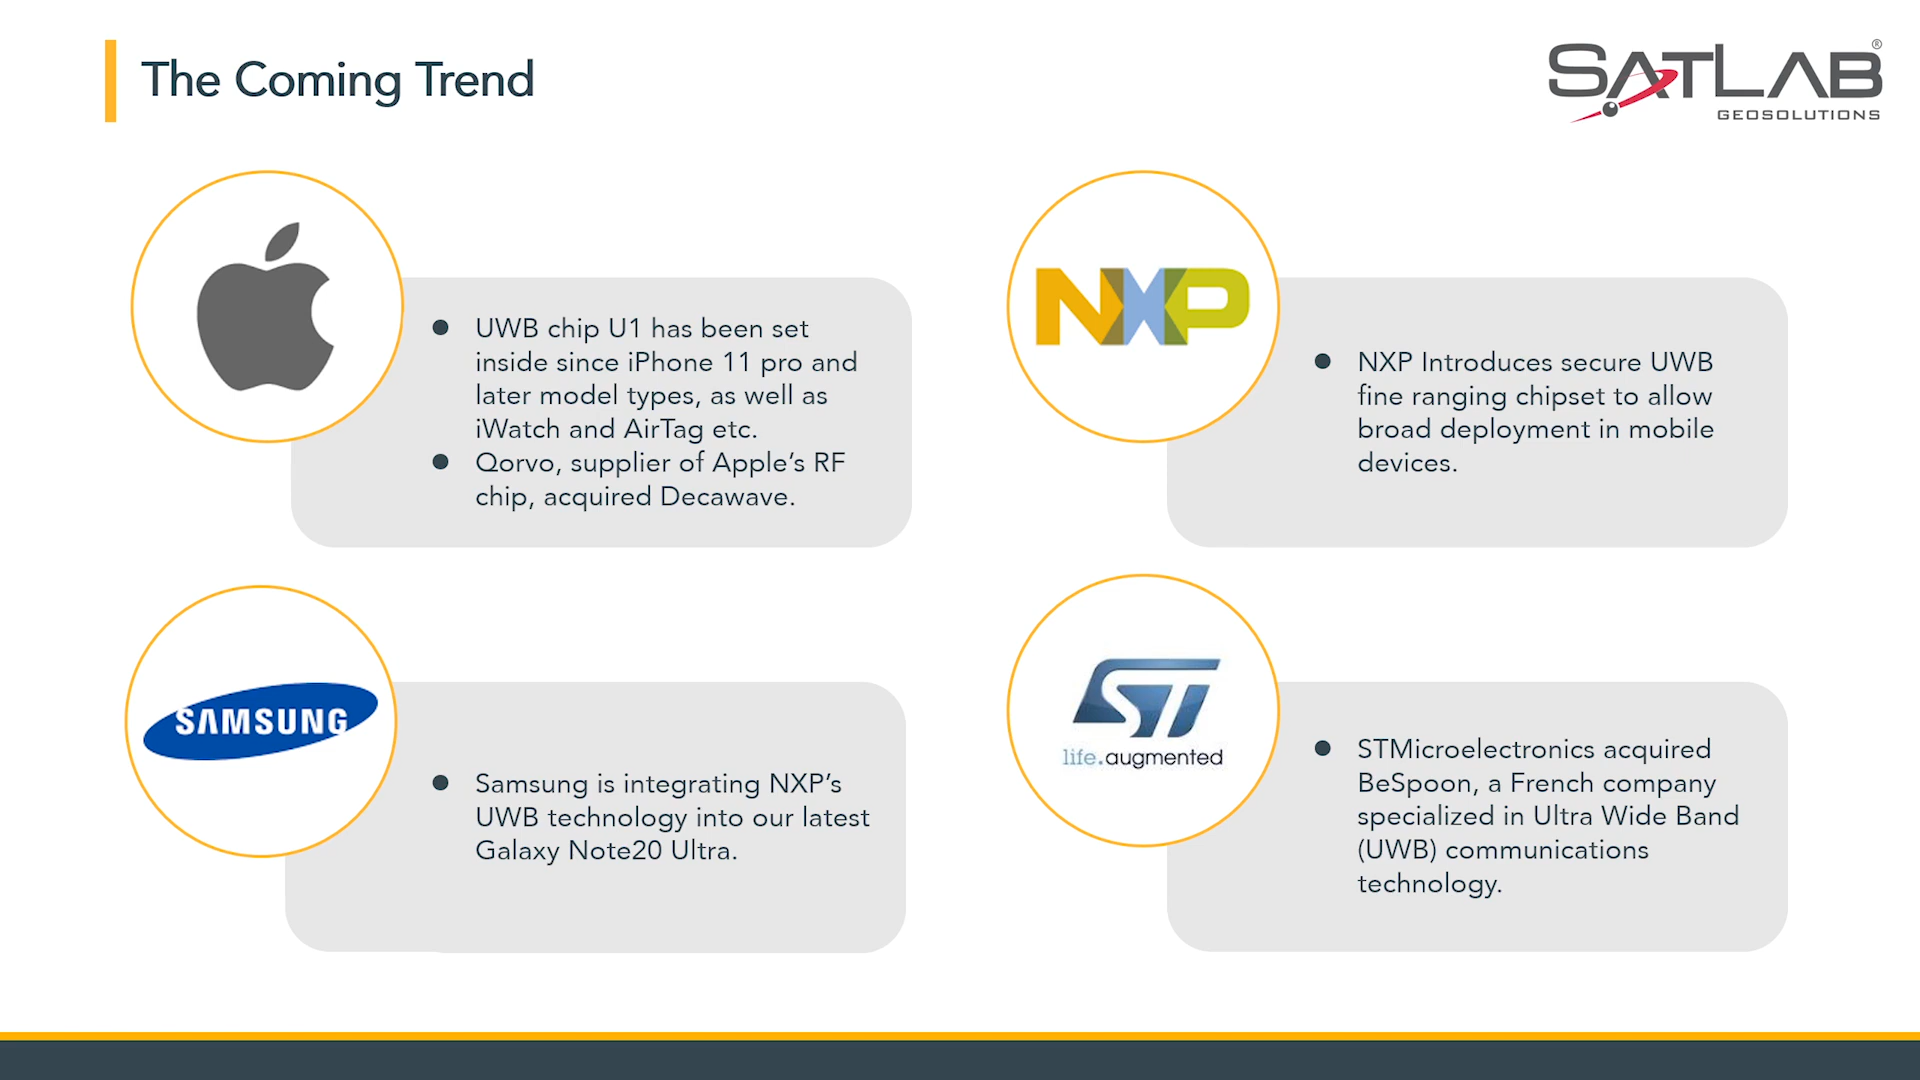 The Coming Trend
SATLAB®
GEOSOLUTIONS
● UWB chip U1 has been set
inside since iPhone 11 pro and
later model types, as well as
iWatch and AirTag etc.
● Qorvo, supplier of Apple’s RF
chip, acquired Decawave.
NXP
● NXP Introduces secure UWB
fine ranging chipset to allow
broad deployment in mobile
devices.
SAMSUNG
● Samsung is integrating NXP’s
UWB technology into our latest
Galaxy Note20 Ultra.
ST
life.augmented
● STMicroelectronics acquired
BeSpoon, a French company
specialized in Ultra Wide Band
(UWB) communications
technology.